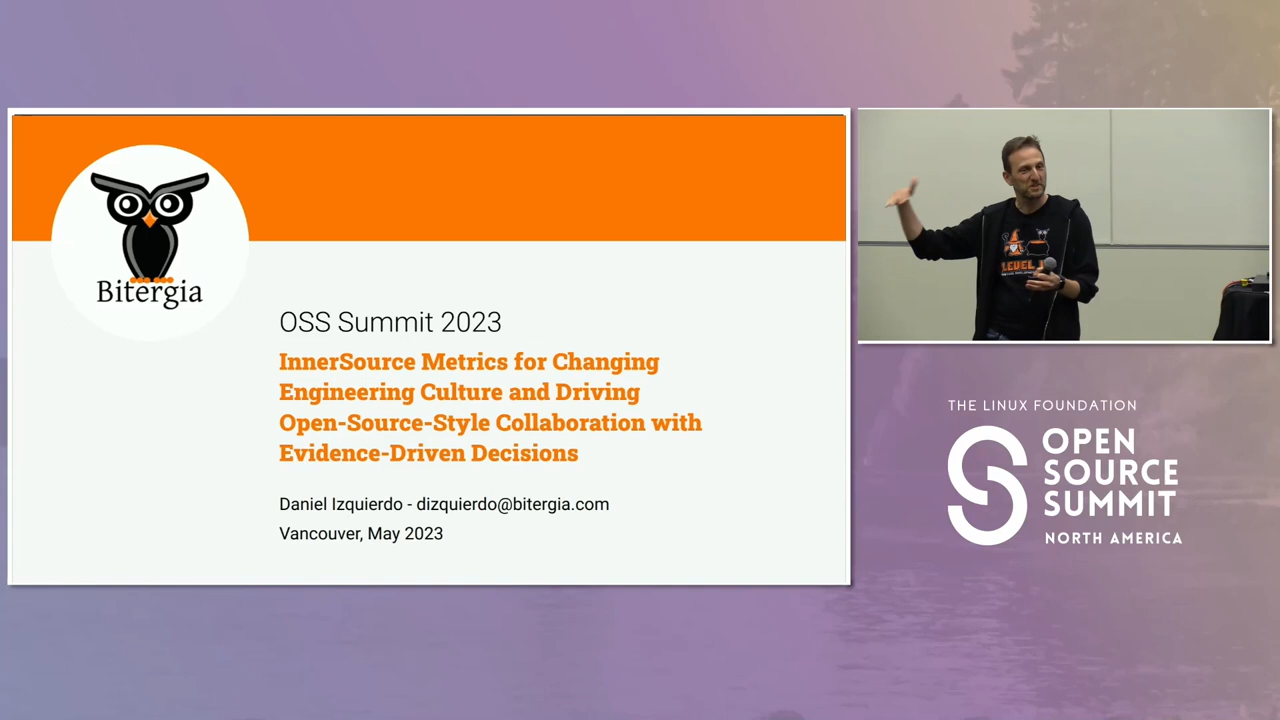 Bitergia
OSS Summit 2023
InnerSource Metrics for Changing
Engineering Culture and Driving
Open-Source-Style Collaboration with
Evidence-Driven Decisions
Daniel Izquierdo - dizquierdo@bitergia.com
Vancouver, May 2023
LEVEL
THE LINUX FOUNDATION
OPEN
SOURCE
SUMMIT
NORTH AMERICA